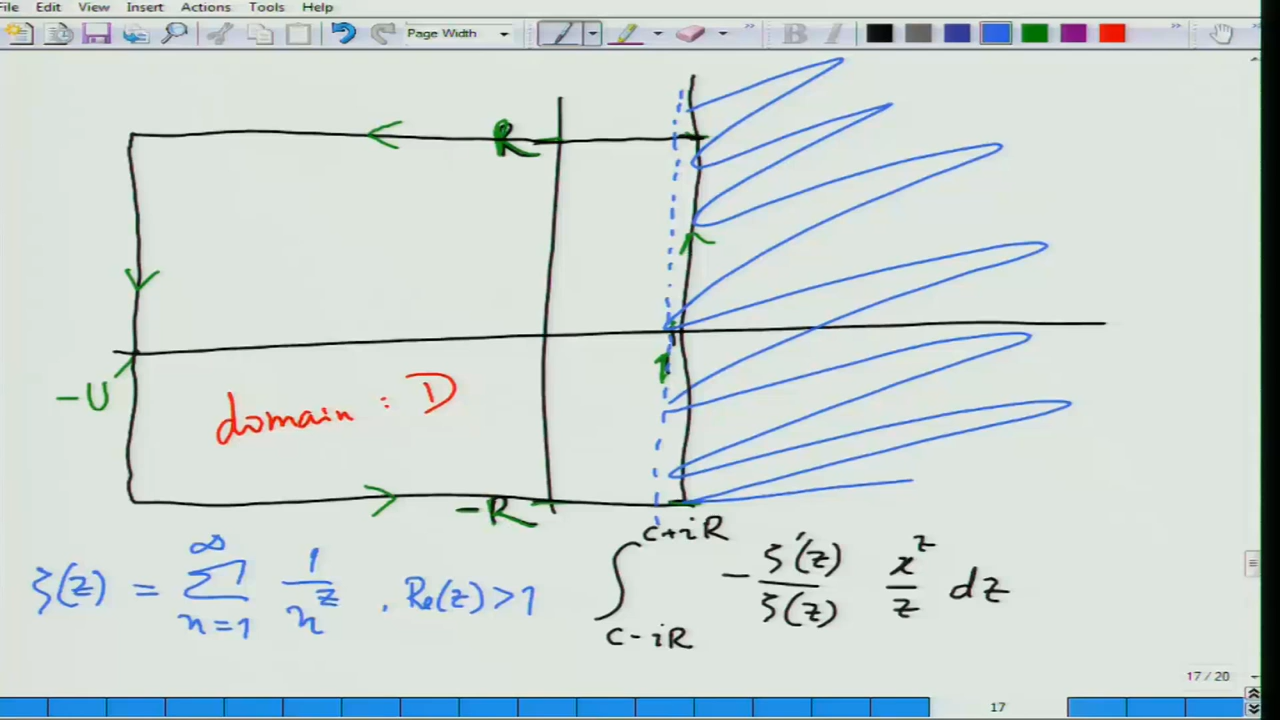 File Edit View Insert Actions Tools Help
Page Width
B I
R
-U
domain : D
-R
ζ(z) = ∑_{n=1}^{∞} 1/n^z , Re(z) > 1
∫_{c-iR}^{c+iR} - ζ'(z)/ζ(z) x^z/z dz
17 / 20
17